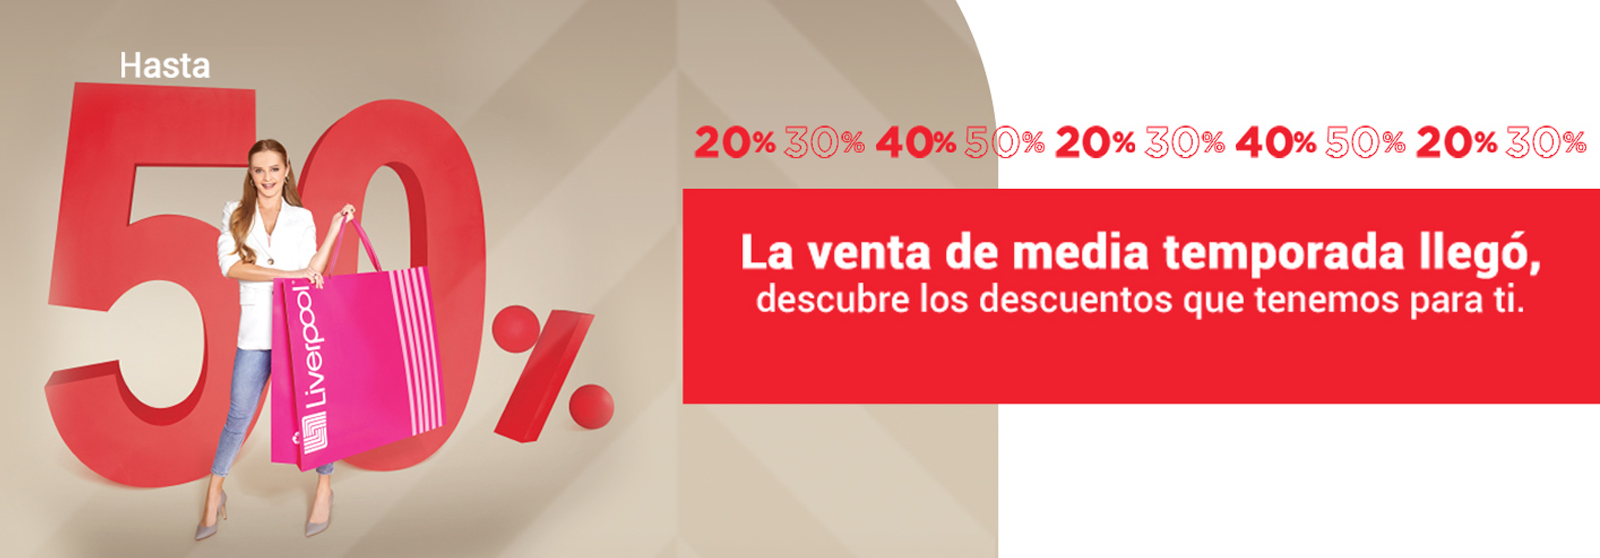 Hasta
50%
Liverpool
20% 30% 40% 50% 20% 30% 40% 50% 20% 30%
La venta de media temporada llegó,
descubre los descuentos que tenemos para ti.